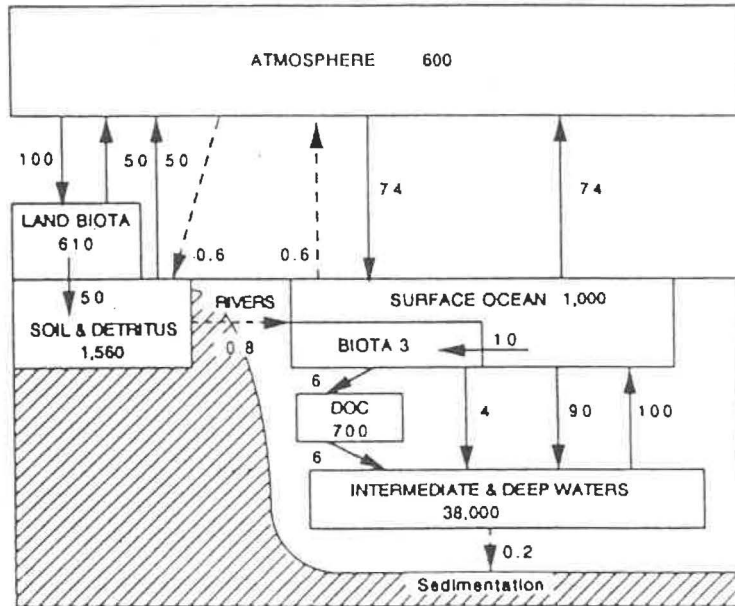 ATMOSPHERE 600
100
50 50
74
74
LAND BIOTA
610
0.6
0.6
50
RIVERS
SURFACE OCEAN 1,000
SOIL & DETRITUS
1,560
0.8
BIOTA 3
10
6
DOC
700
4
90
100
6
INTERMEDIATE & DEEP WATERS
38,000
0.2
Sedimentation